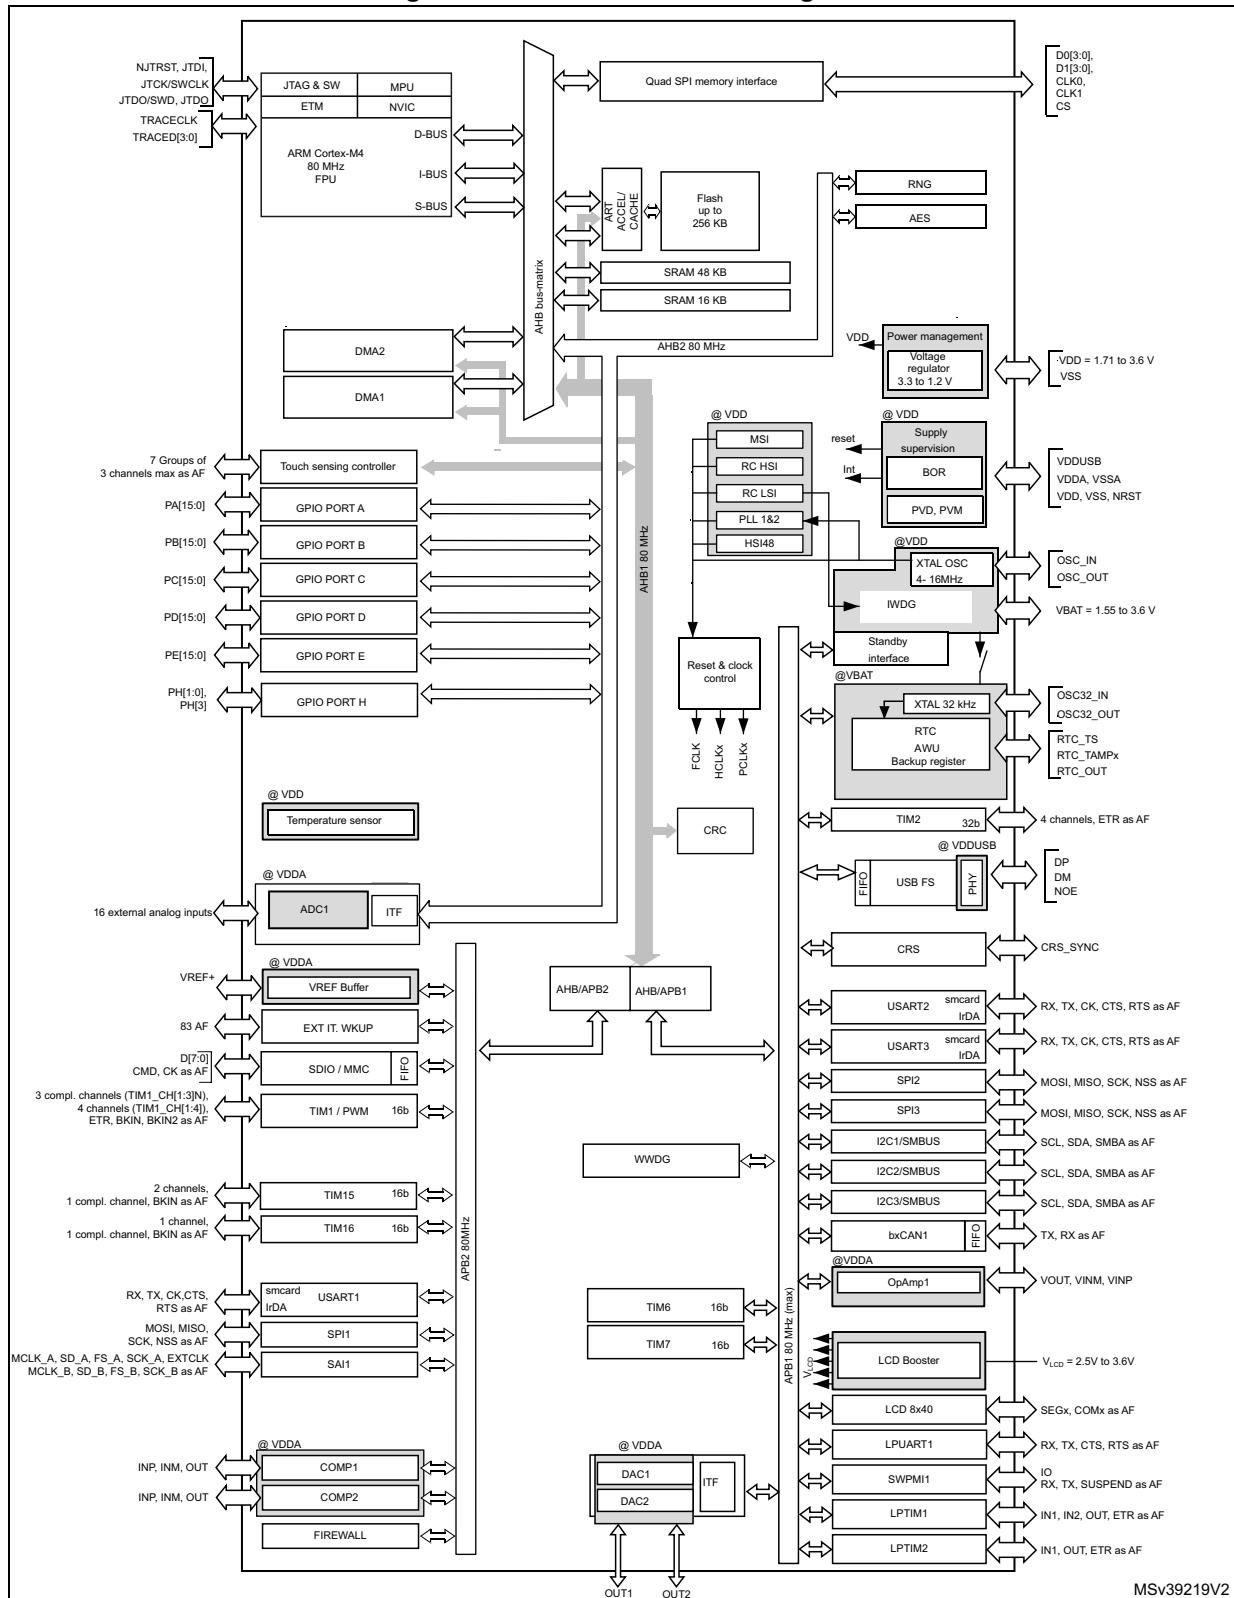 NJTRST, JTDI,
JTCK/SWCLK
JTDO/SWD, JTDO
TRACECLK
TRACED[3:0]
JTAG & SW
MPU
ETM
NVIC
ARM Cortex-M4
80 MHz
FPU
D-BUS
I-BUS
S-BUS
AHB bus-matrix
Quad SPI memory interface
D0[3:0],
D1[3:0],
CLK0,
CLK1
CS
ART
ACCEL/
CACHE
Flash
up to
256 KB
RNG
AES
SRAM 48 KB
SRAM 16 KB
AHB2 80 MHz
DMA2
DMA1
VDD
Power management
Voltage
regulator
3.3 to 1.2 V
VDD = 1.71 to 3.6 V
VSS
@ VDD
MSI
RC HSI
RC LSI
PLL 1&2
HSI48
@ VDD
reset
Int
Supply
supervision
BOR
PVD, PVM
VDDUSB
VDDA, VSSA
VDD, VSS, NRST
7 Groups of
3 channels max as AF
Touch sensing controller
PA[15:0]
GPIO PORT A
PB[15:0]
GPIO PORT B
PC[15:0]
GPIO PORT C
PD[15:0]
GPIO PORT D
PE[15:0]
GPIO PORT E
PH[1:0],
PH[3]
GPIO PORT H
AHB1 80 MHz
@VDD
XTAL OSC
4- 16MHz
IWDG
OSC_IN
OSC_OUT
VBAT = 1.55 to 3.6 V
Standby
interface
Reset & clock
control
FCLK
HCLKx
PCLKx
@VBAT
XTAL 32 kHz
RTC
AWU
Backup register
OSC32_IN
OSC32_OUT
RTC_TS
RTC_TAMPx
RTC_OUT
@ VDD
Temperature sensor
CRC
TIM2
32b
4 channels, ETR as AF
@ VDDUSB
FIFO
USB FS
PHY
DP
DM
NOE
@ VDDA
16 external analog inputs
ADC1
ITF
CRS
CRS_SYNC
@ VDDA
VREF+
VREF Buffer
AHB/APB2
AHB/APB1
83 AF
EXT IT. WKUP
D[7:0]
CMD, CK as AF
SDIO / MMC
FIFO
3 compl. channels (TIM1_CH[1:3]N),
4 channels (TIM1_CH[1:4]),
ETR, BKIN, BKIN2 as AF
TIM1 / PWM
16b
USART2
smcard
IrDA
RX, TX, CK, CTS, RTS as AF
USART3
smcard
IrDA
RX, TX, CK, CTS, RTS as AF
SPI2
MOSI, MISO, SCK, NSS as AF
SPI3
MOSI, MISO, SCK, NSS as AF
I2C1/SMBUS
SCL, SDA, SMBA as AF
WWDG
I2C2/SMBUS
SCL, SDA, SMBA as AF
I2C3/SMBUS
SCL, SDA, SMBA as AF
2 channels,
1 compl. channel, BKIN as AF
TIM15
16b
1 channel,
1 compl. channel, BKIN as AF
TIM16
16b
bxCAN1
FIFO
TX, RX as AF
APB2 80MHz
@VDDA
OpAmp1
VOUT, VINM, VINP
RX, TX, CK,CTS,
RTS as AF
smcard
IrDA
USART1
TIM6
16b
MOSI, MISO,
SCK, NSS as AF
SPI1
TIM7
16b
MCLK_A, SD_A, FS_A, SCK_A, EXTCLK
MCLK_B, SD_B, FS_B, SCK_B as AF
SAI1
APB1 80 MHz (max)
VLCD
LCD Booster
VLCD = 2.5V to 3.6V
LCD 8x40
SEGx, COMx as AF
LPUART1
RX, TX, CTS, RTS as AF
@ VDDA
INP, INM, OUT
COMP1
INP, INM, OUT
COMP2
FIREWALL
@ VDDA
DAC1
DAC2
ITF
OUT1
OUT2
SWPMI1
IO
RX, TX, SUSPEND as AF
LPTIM1
IN1, IN2, OUT, ETR as AF
LPTIM2
IN1, OUT, ETR as AF
MSv39219V2